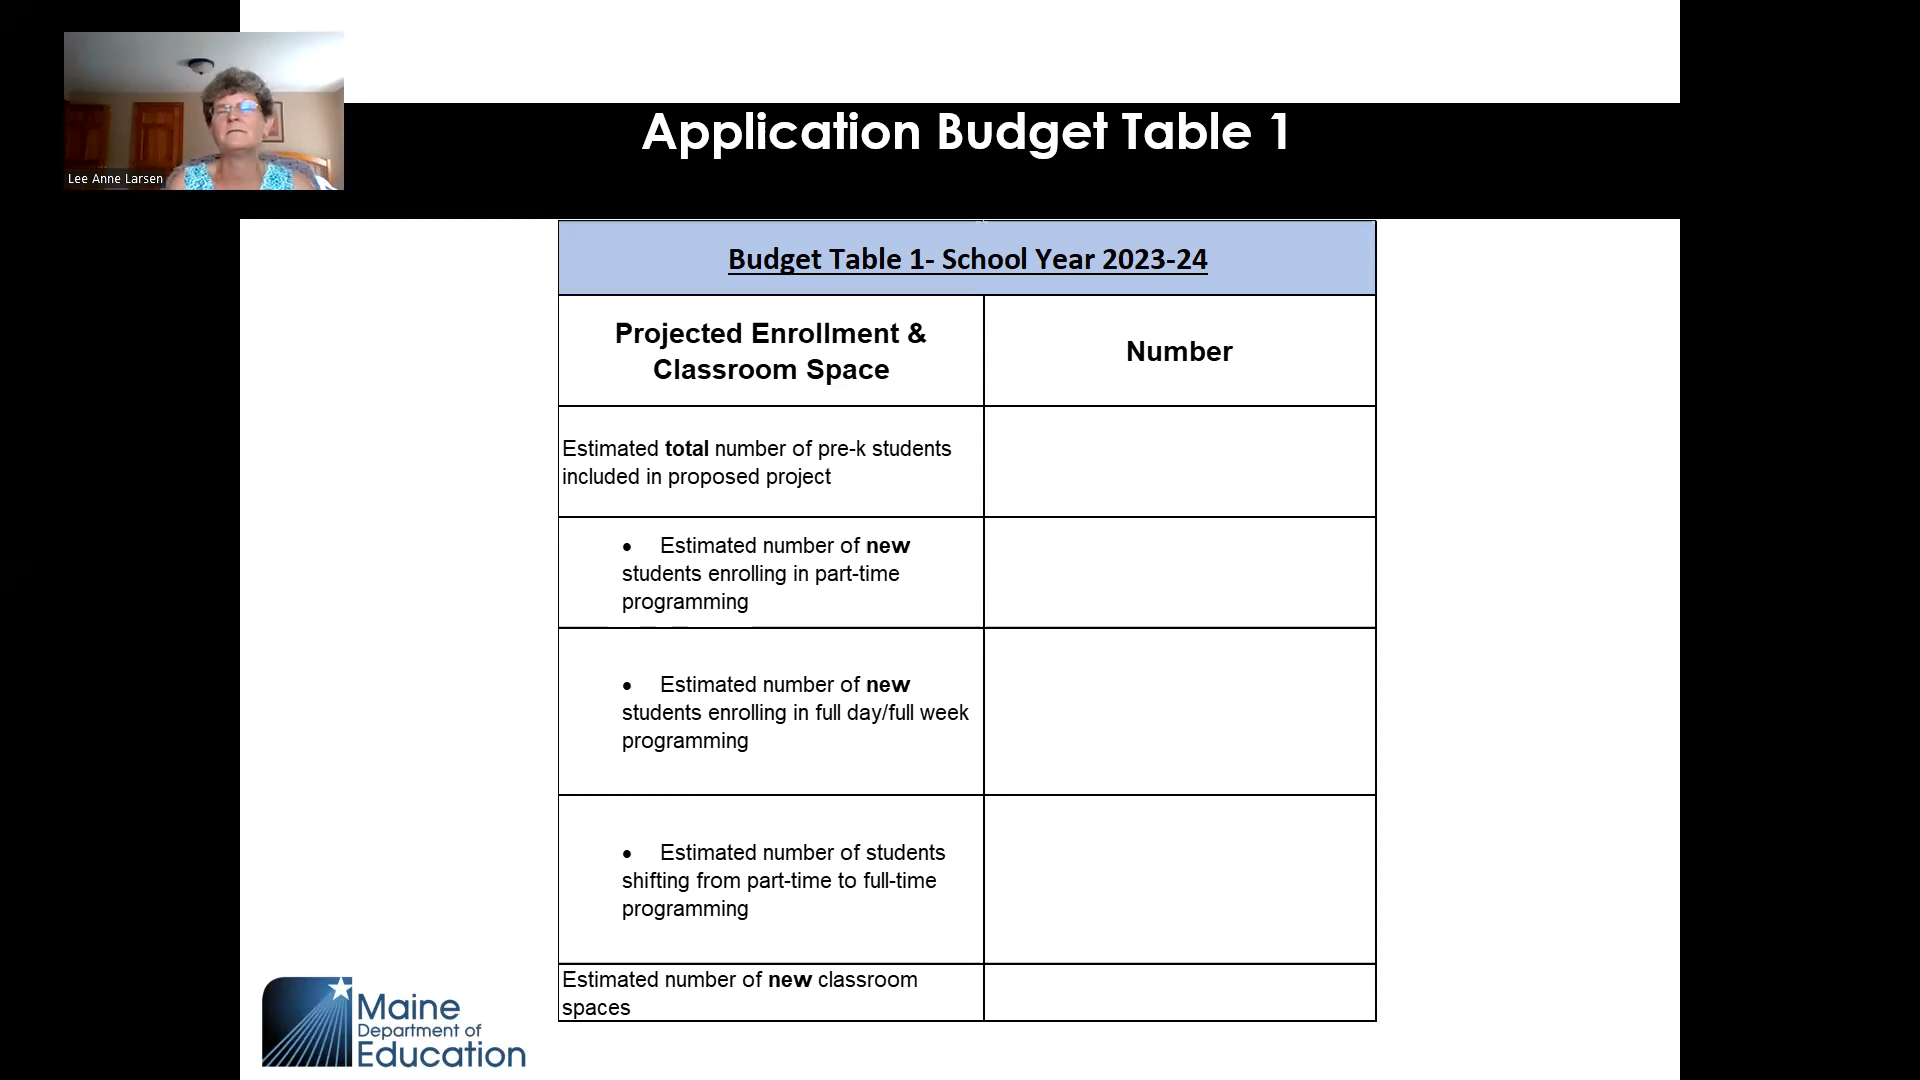 Lee Anne Larsen
Application Budget Table 1
Budget Table 1- School Year 2023-24
Projected Enrollment &
Classroom Space
Number
Estimated total number of pre-k students
included in proposed project
• Estimated number of new
students enrolling in part-time
programming
• Estimated number of new
students enrolling in full day/full week
programming
• Estimated number of students
shifting from part-time to full-time
programming
Estimated number of new classroom
spaces
Maine
Department of
Education